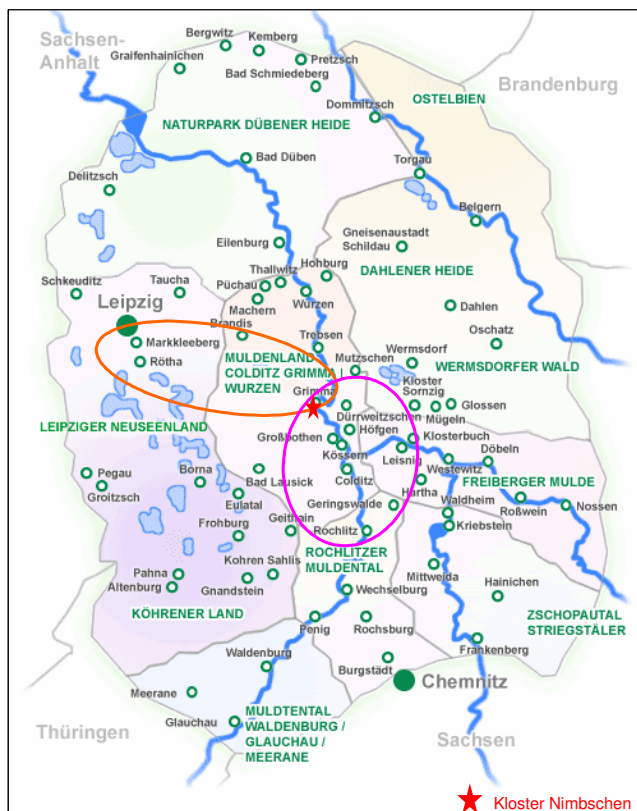 Sachsen-
Anhalt
Bergwitz
Kemberg
Graifenhainichen
Pretzsch
Bad Schmiedeberg
Brandenburg
OSTELBIEN
Dommitzsch
NATURPARK DÜBENER HEIDE
Bad Düben
Torgau
Delitzsch
Belgern
Gneisenaustadt
Schildau
Eilenburg
Hohburg
DAHLENER HEIDE
Thallwitz
Schkeuditz
Taucha
Püchau
Machern
Wurzen
Leipzig
Dahlen
Brandis
Trebsen
Oschatz
Markkleeberg
Mutzschen
Wermsdorf
Rötha
MULDENLAND
COLDITZ GRIMMA /
WURZEN
WERMSDORFER WALD
Kloster
Sornzig
Grimma
Glossen
Mügeln
Dürrweitzschen
Höfgen
LEIPZIGER NEUSEENLAND
Großbothen
Klosterbuch
Kössern
Leisnig
Döbeln
Westewitz
Pegau
Borna
Bad Lausick
Colditz
FREIBERGER MULDE
Groitzsch
Hartha
Waldheim
Eulatal
Geringswalde
Roßwein
Nossen
Frohburg
Geithain
Rochlitz
Kriebstein
ROCHLITZER
MULDENTAL
Kohren Sahlis
Pahna
Mittweida
Altenburg
Gnandstein
Wechselburg
Hainichen
KÖHRENER LAND
ZSCHOPAUTAL
STRIEGSTÄLER
Penig
Rochsburg
Frankenberg
Waldenburg
Burgstädt
Meerane
Chemnitz
MULDTENTAL
WALDENBURG /
GLAUCHAU /
MEERANE
Glauchau
Thüringen
Sachsen
Kloster Nimbschen